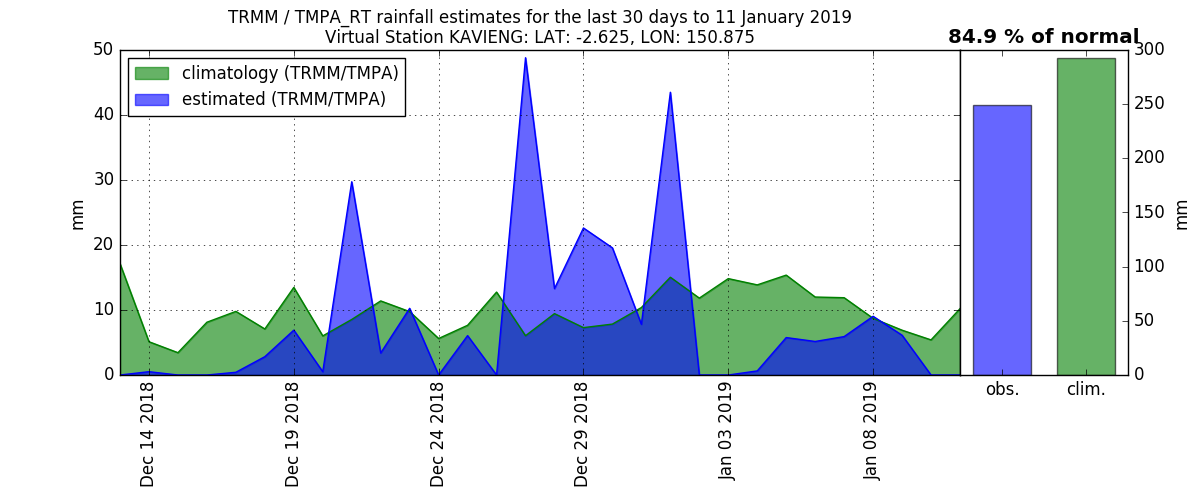 TRMM / TMPA_RT rainfall estimates for the last 30 days to 11 January 2019
Virtual Station KAVIENG: LAT: -2.625, LON: 150.875
84.9 % of normal
climatology (TRMM/TMPA)
estimated (TRMM/TMPA)
50
40
30
20
10
0
mm
Dec 14 2018
Dec 19 2018
Dec 24 2018
Dec 29 2018
Jan 03 2019
Jan 08 2019
300
250
200
150
100
50
0
mm
obs.
clim.